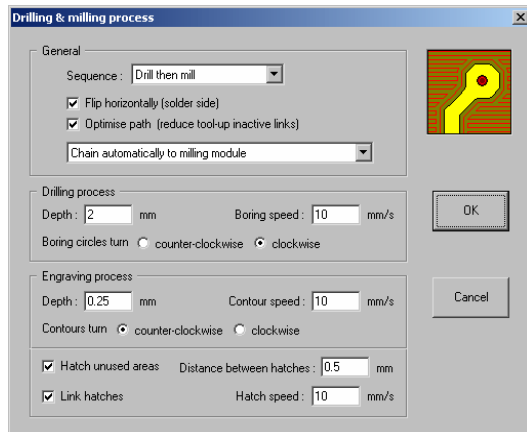 Drilling & milling process
General
Sequence : Drill then mill
Flip horizontally (solder side)
Optimise path (reduce tool-up inactive links)
Chain automatically to milling module
Drilling process
Depth : 2 mm Boring speed : 10 mm/s
Boring circles turn counter-clockwise clockwise
OK
Engraving process
Depth : 0.25 mm Contour speed : 10 mm/s
Contours turn counter-clockwise clockwise
Cancel
Hatch unused areas Distance between hatches : 0.5 mm
Link hatches Hatch speed : 10 mm/s